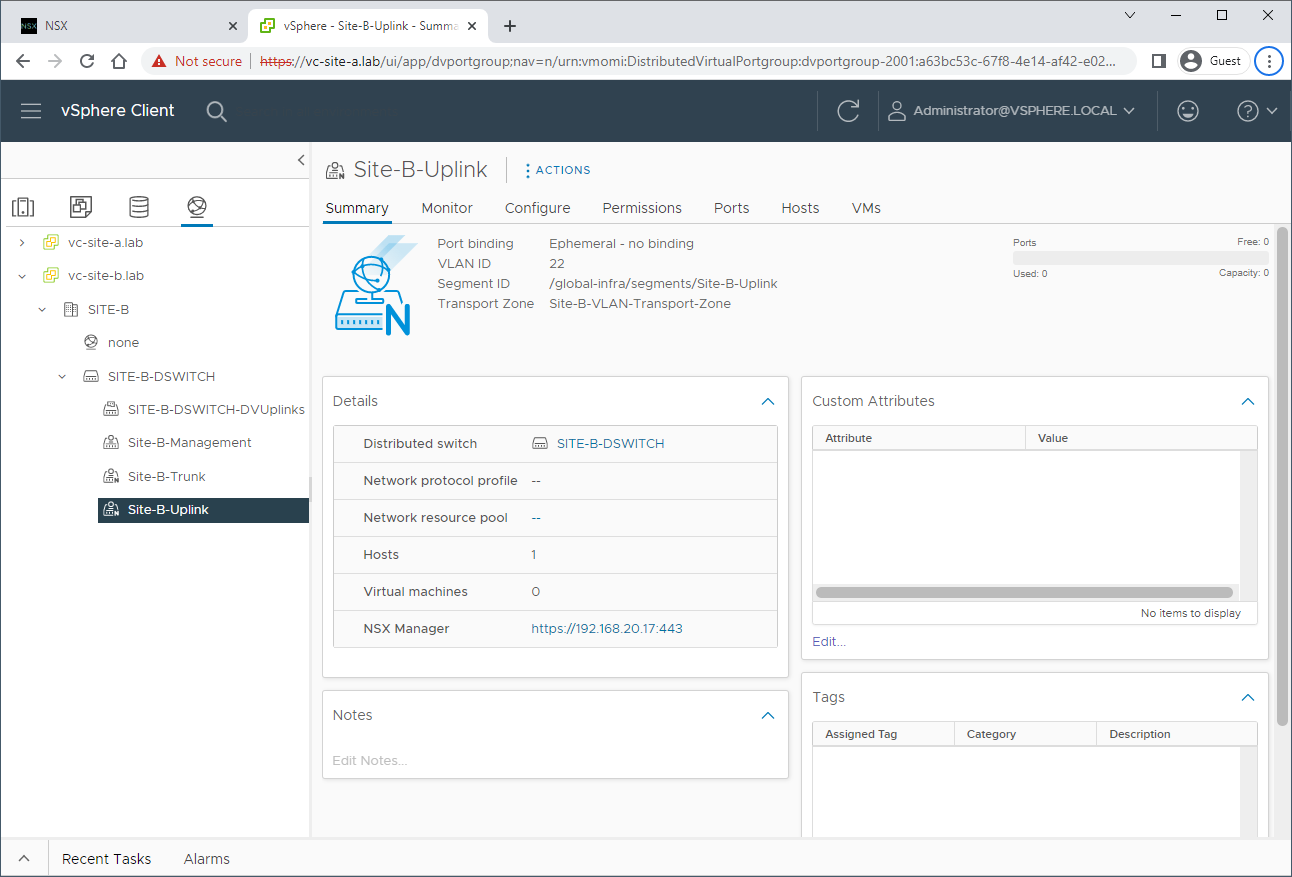 NSX
NSX
vSphere - Site-B-Uplink - Summa
Not secure
https://vc-site-a.lab/ui/app/dvportgroup;nav=n/urn:vmomi:DistributedVirtualPortgroup:dvportgroup-2001:a63bc53c-67f8-4e14-af42-e02...
Guest
vSphere Client
Administrator@VSPHERE.LOCAL
vc-site-a.lab
vc-site-b.lab
SITE-B
none
SITE-B-DSWITCH
SITE-B-DSWITCH-DVUplinks
Site-B-Management
Site-B-Trunk
Site-B-Uplink
Site-B-Uplink
ACTIONS
Summary Monitor Configure Permissions Ports Hosts VMs
N
Port binding Ephemeral - no binding
VLAN ID 22
Segment ID /global-infra/segments/Site-B-Uplink
Transport Zone Site-B-VLAN-Transport-Zone
Ports Free: 0
Used: 0 Capacity: 0
Details
Distributed switch SITE-B-DSWITCH
Network protocol profile --
Network resource pool --
Hosts 1
Virtual machines 0
NSX Manager https://192.168.20.17:443
Notes
Edit Notes...
Custom Attributes
Attribute Value
No items to display
Edit...
Tags
Assigned Tag Category Description
Recent Tasks Alarms